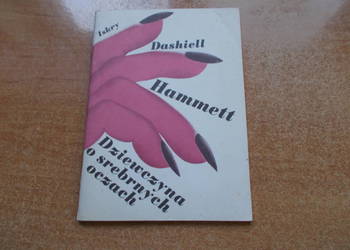 Iskry
Dashiell
Hammett
Dziewczyna
o srebrnych
oczach